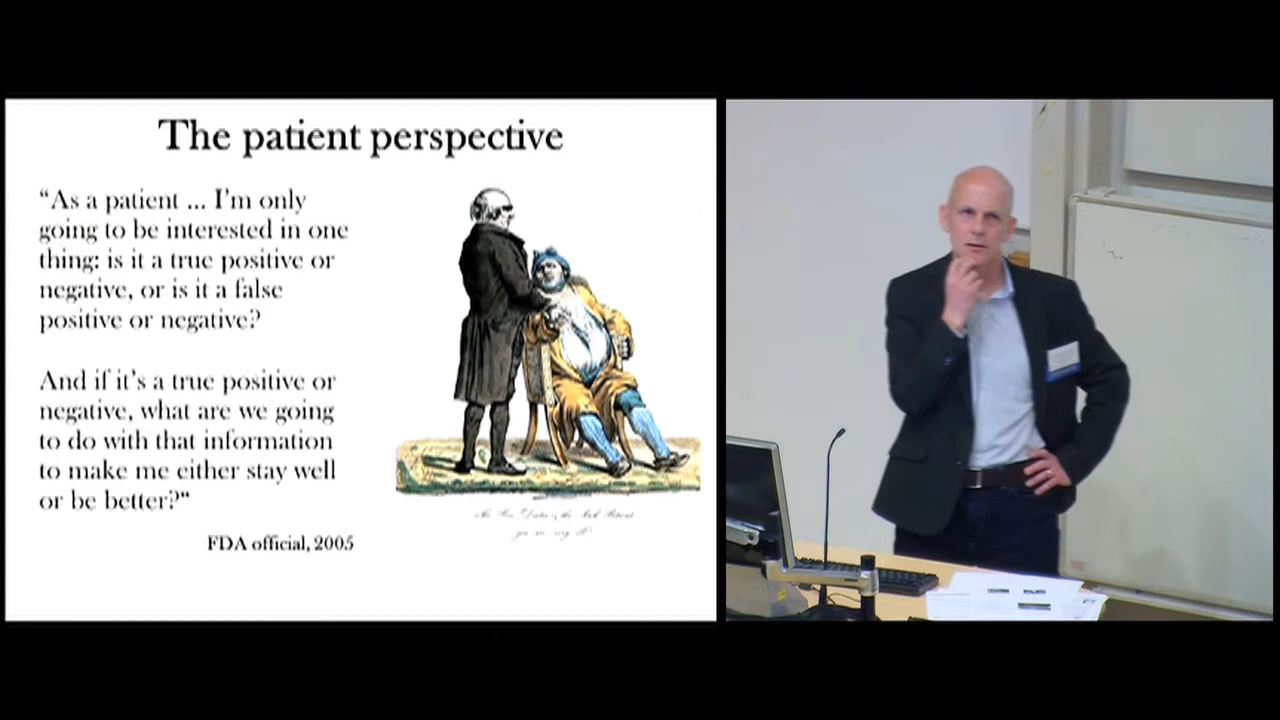 The patient perspective
“As a patient ... I'm only
going to be interested in one
thing: is it a true positive or
negative, or is it a false
positive or negative?
And if it's a true positive or
negative, what are we going
to do with that information
to make me either stay well
or be better?"
FDA official, 2005